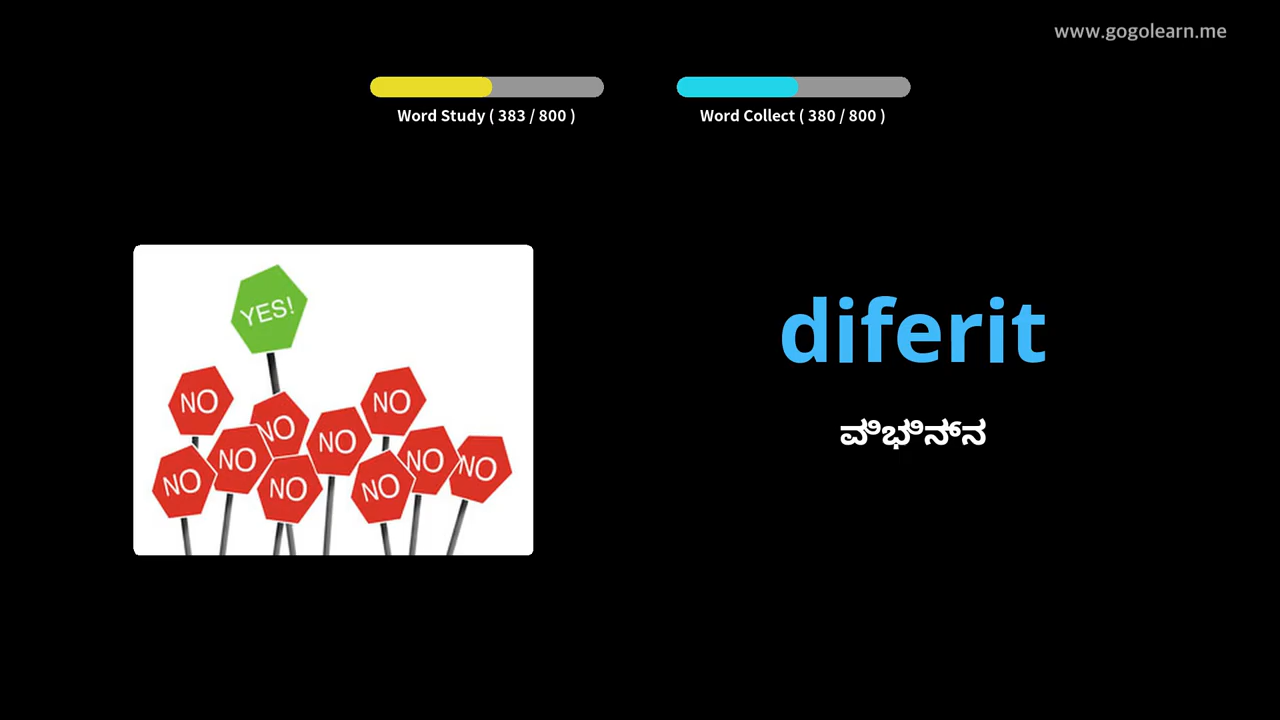 www.gogolearn.me
Word Study ( 383 / 800 )
Word Collect ( 380 / 800 )
YES!
NO
NO
NO
NO
NO
NO
NO
NO
NO
NO
diferit
ವಿಭಿನ್ನ